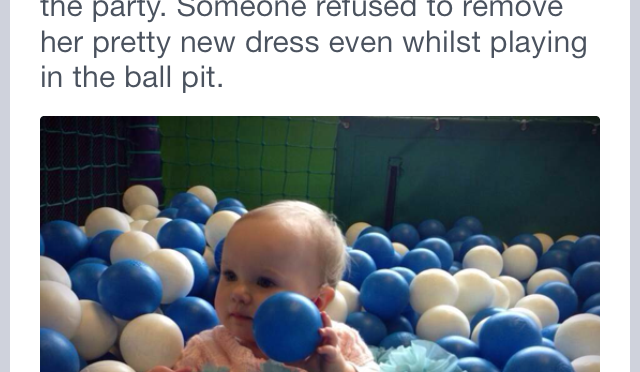 the party. Someone refused to remove
her pretty new dress even whilst playing
in the ball pit.